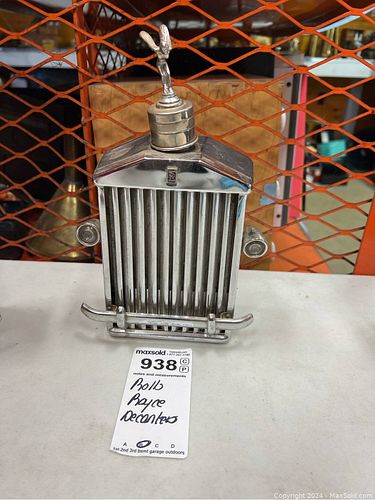 maxsold
938 C
P
notes and measurements
Rolls
Royce
Decanters
A B C D
1st 2nd 3rd bsmt garage outdoors
Copyright 2024 - MaxSold.com